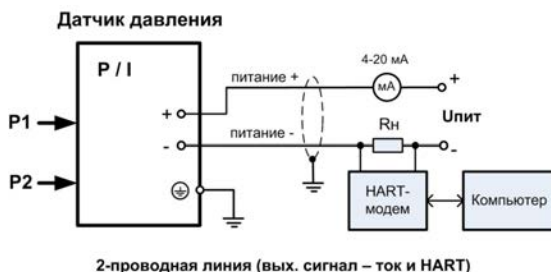 Датчик давления
P / I
4-20 мА
мА
питание +
+
+
P1
Uпит
питание -
Rн
-
-
P2
HART-
модем
Компьютер
2-проводная линия (вых. сигнал – ток и HART)